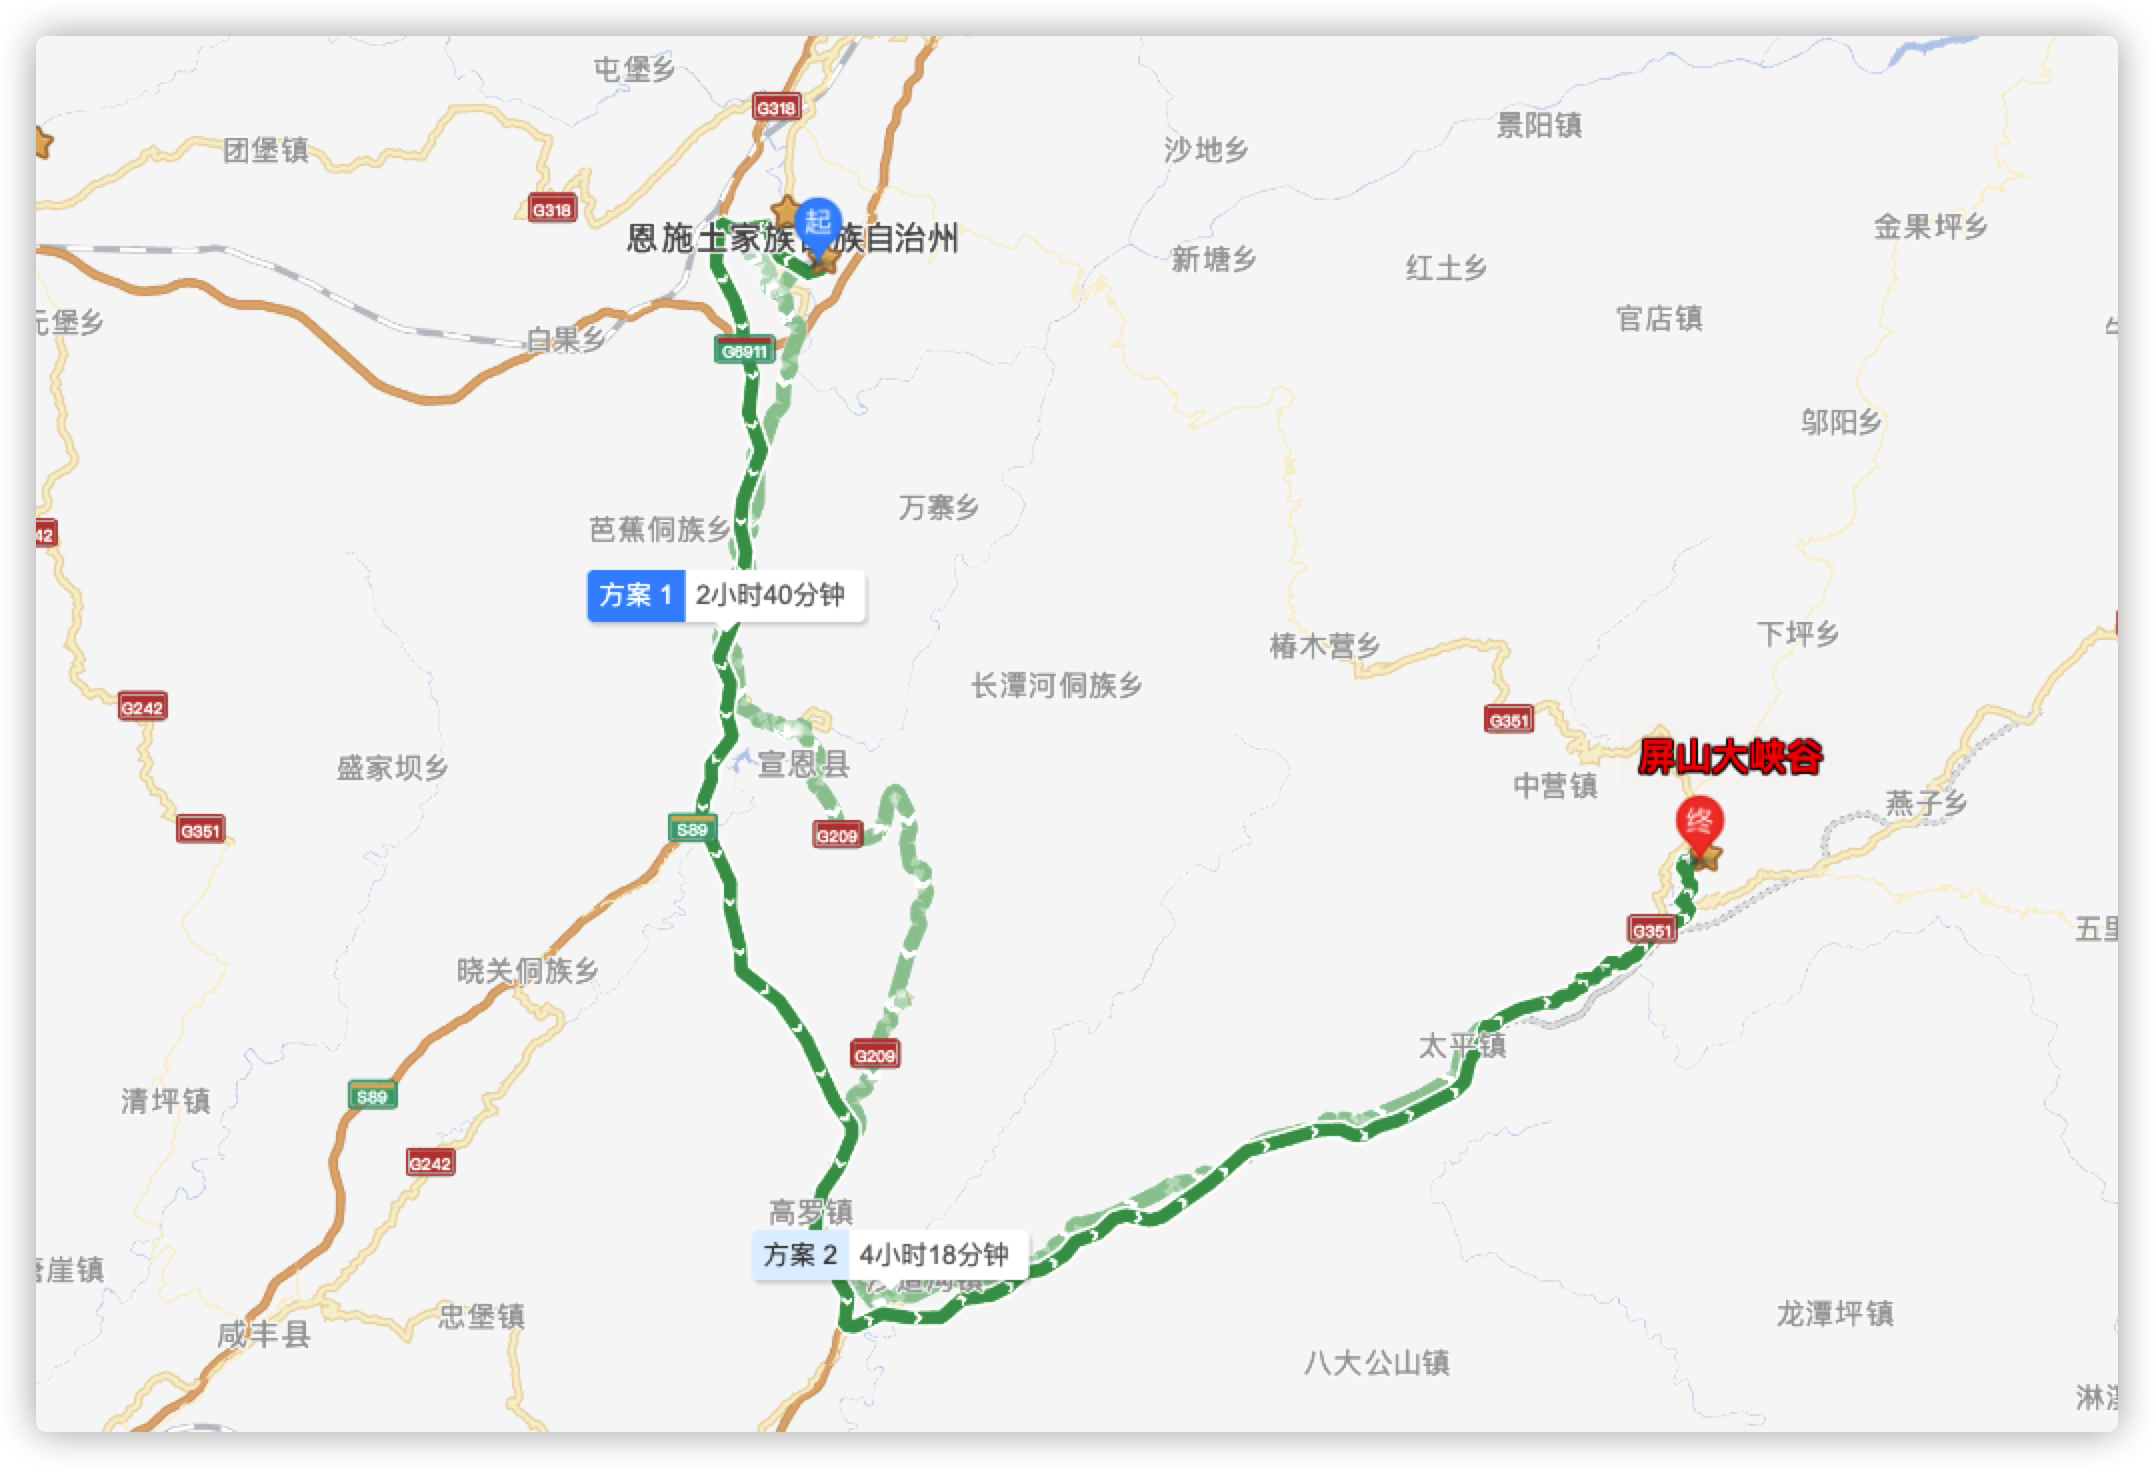 屯堡乡
G318
景阳镇
团堡镇
沙地乡
G318
金果坪乡
起
恩施土家族苗族自治州
新塘乡
红土乡
元堡乡
官店镇
白果乡
G6911
邬阳乡
万寨乡
芭蕉侗族乡
42
方案 1 2小时40分钟
下坪乡
椿木营乡
长潭河侗族乡
G242
G351
屏山大峡谷
盛家坝乡
宣恩县
中营镇
燕子乡
终
G351
S89
G209
G351
五里
晓关侗族乡
太平镇
G209
S89
清坪镇
G242
高罗镇
方案 2 4小时18分钟
崖镇
忠堡镇
龙潭坪镇
咸丰县
八大公山镇
淋